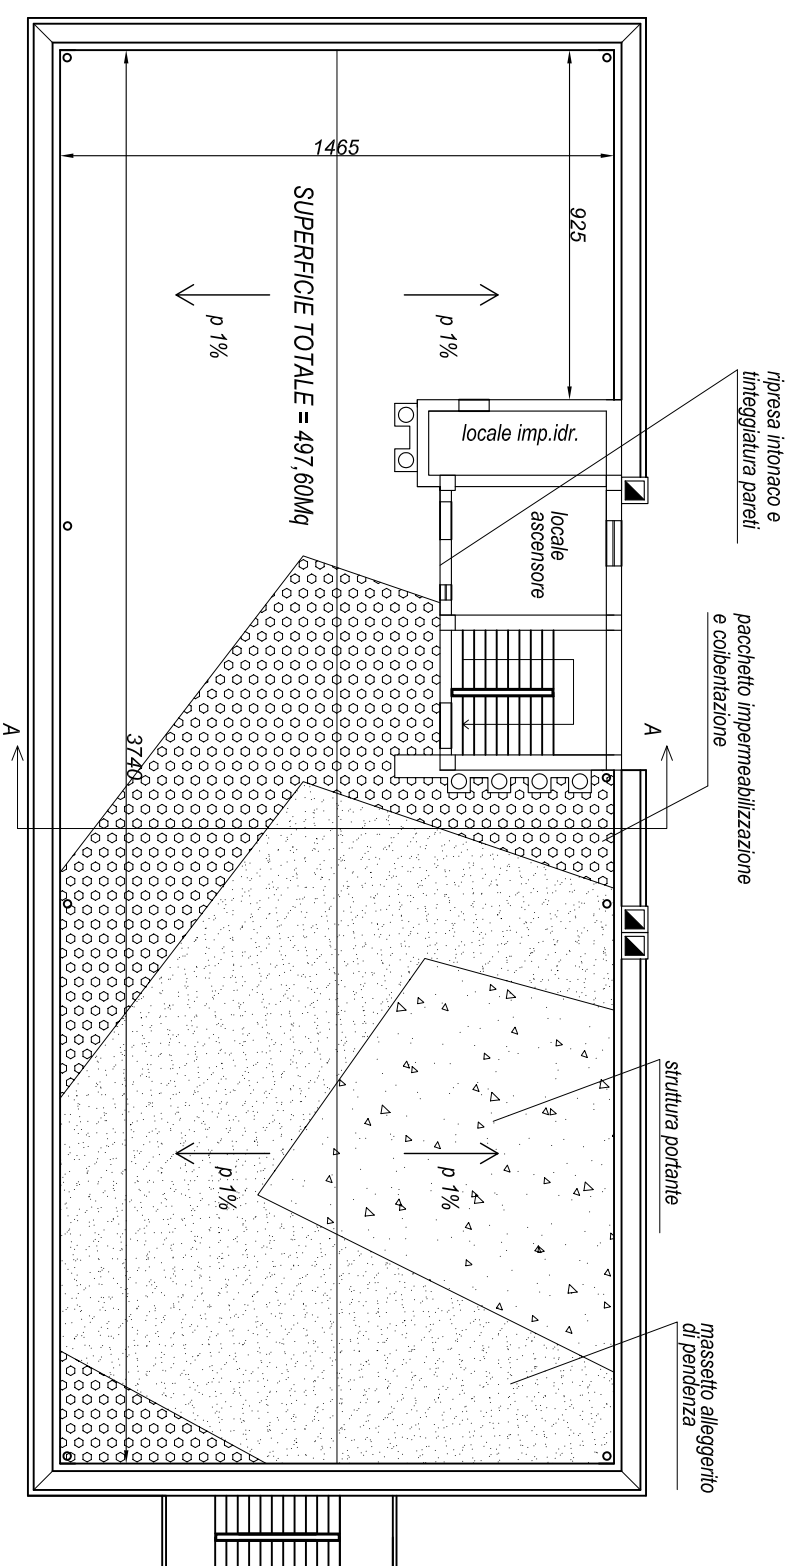 1465
925
SUPERFICIE TOTALE = 497,60Mq
p 1%
p 1%
ripresa intonaco e
tinteggiatura pareti
locale imp.idr.
locale
ascensore
pacchetto impermeabilizzazione
e coibentazione
A
A
3740
struttura portante
p 1%
p 1%
massetto alleggerito
di pendenza